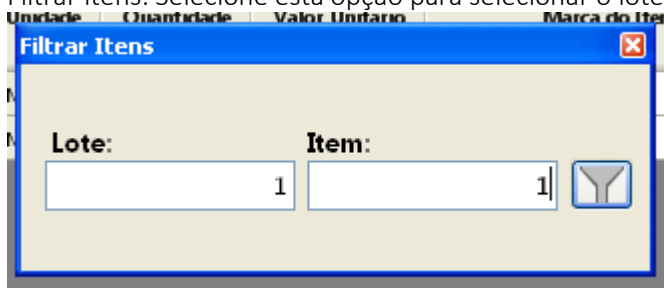 Filtrar Itens: Selecione esta opção para selecionar o lote
Unidade Quantidade Valor Unitário Marca do Ite
Filtrar Itens
Lote: Item:
1 1